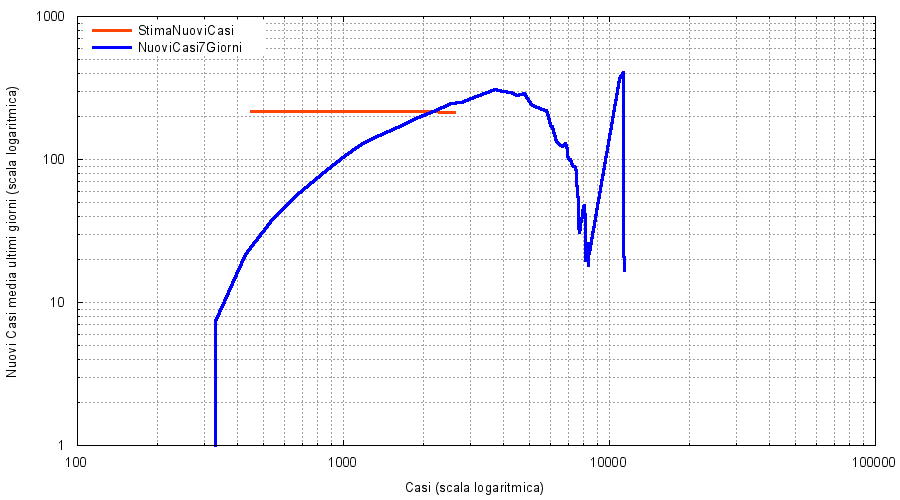 1000
StimaNuoviCasi
NuoviCasi7Giorni
100
10
1
Nuovi Casi media ultimi giorni (scala logaritmica)
100 1000 10000 100000
Casi (scala logaritmica)